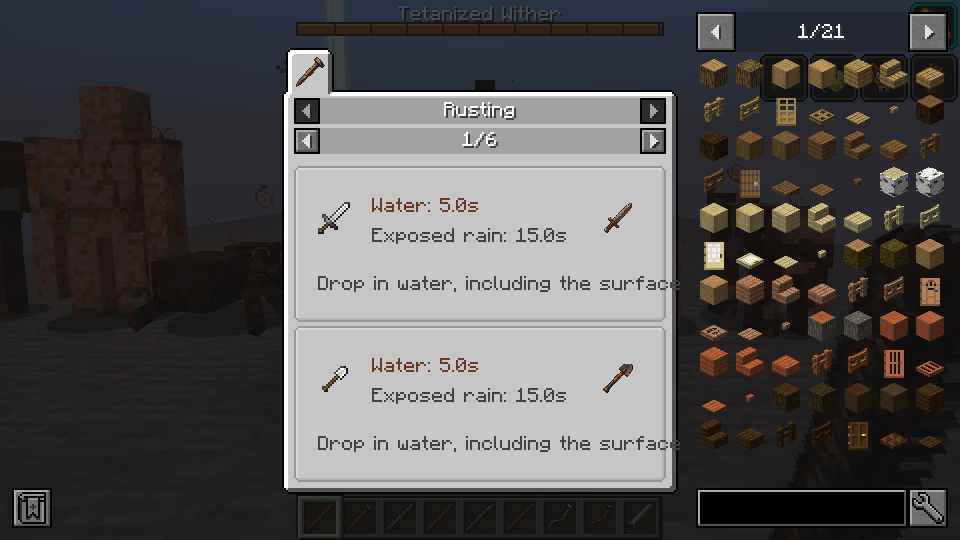 Tetanized Wither
1/21
Rusting
1/6
Water: 5.0s
Exposed rain: 15.0s
Drop in water, including the surface
Water: 5.0s
Exposed rain: 15.0s
Drop in water, including the surface